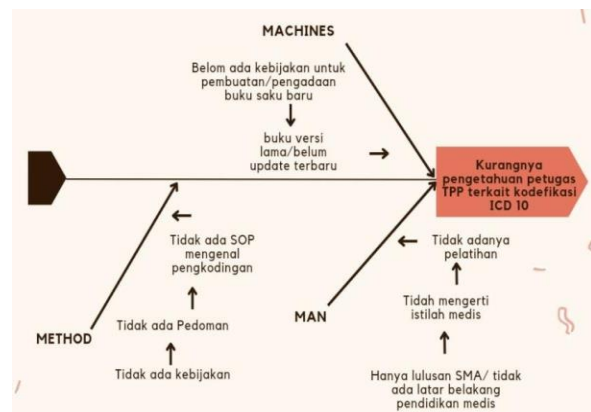 MACHINES
Belom ada kebijakan untuk
pembuatan/pengadaan
buku saku baru
buku versi
lama/belum
update terbaru
Kurangnya
pengetahuan petugas
TPP terkait kodefikasi
ICD 10
Tidak ada SOP
mengenal
pengkodingan
Tidak ada Pedoman
Tidak ada kebijakan
METHOD
MAN
Tidak adanya
pelatihan
Tidah mengerti
istilah medis
Hanya lulusan SMA/ tidak
ada latar belakang
pendidikan medis